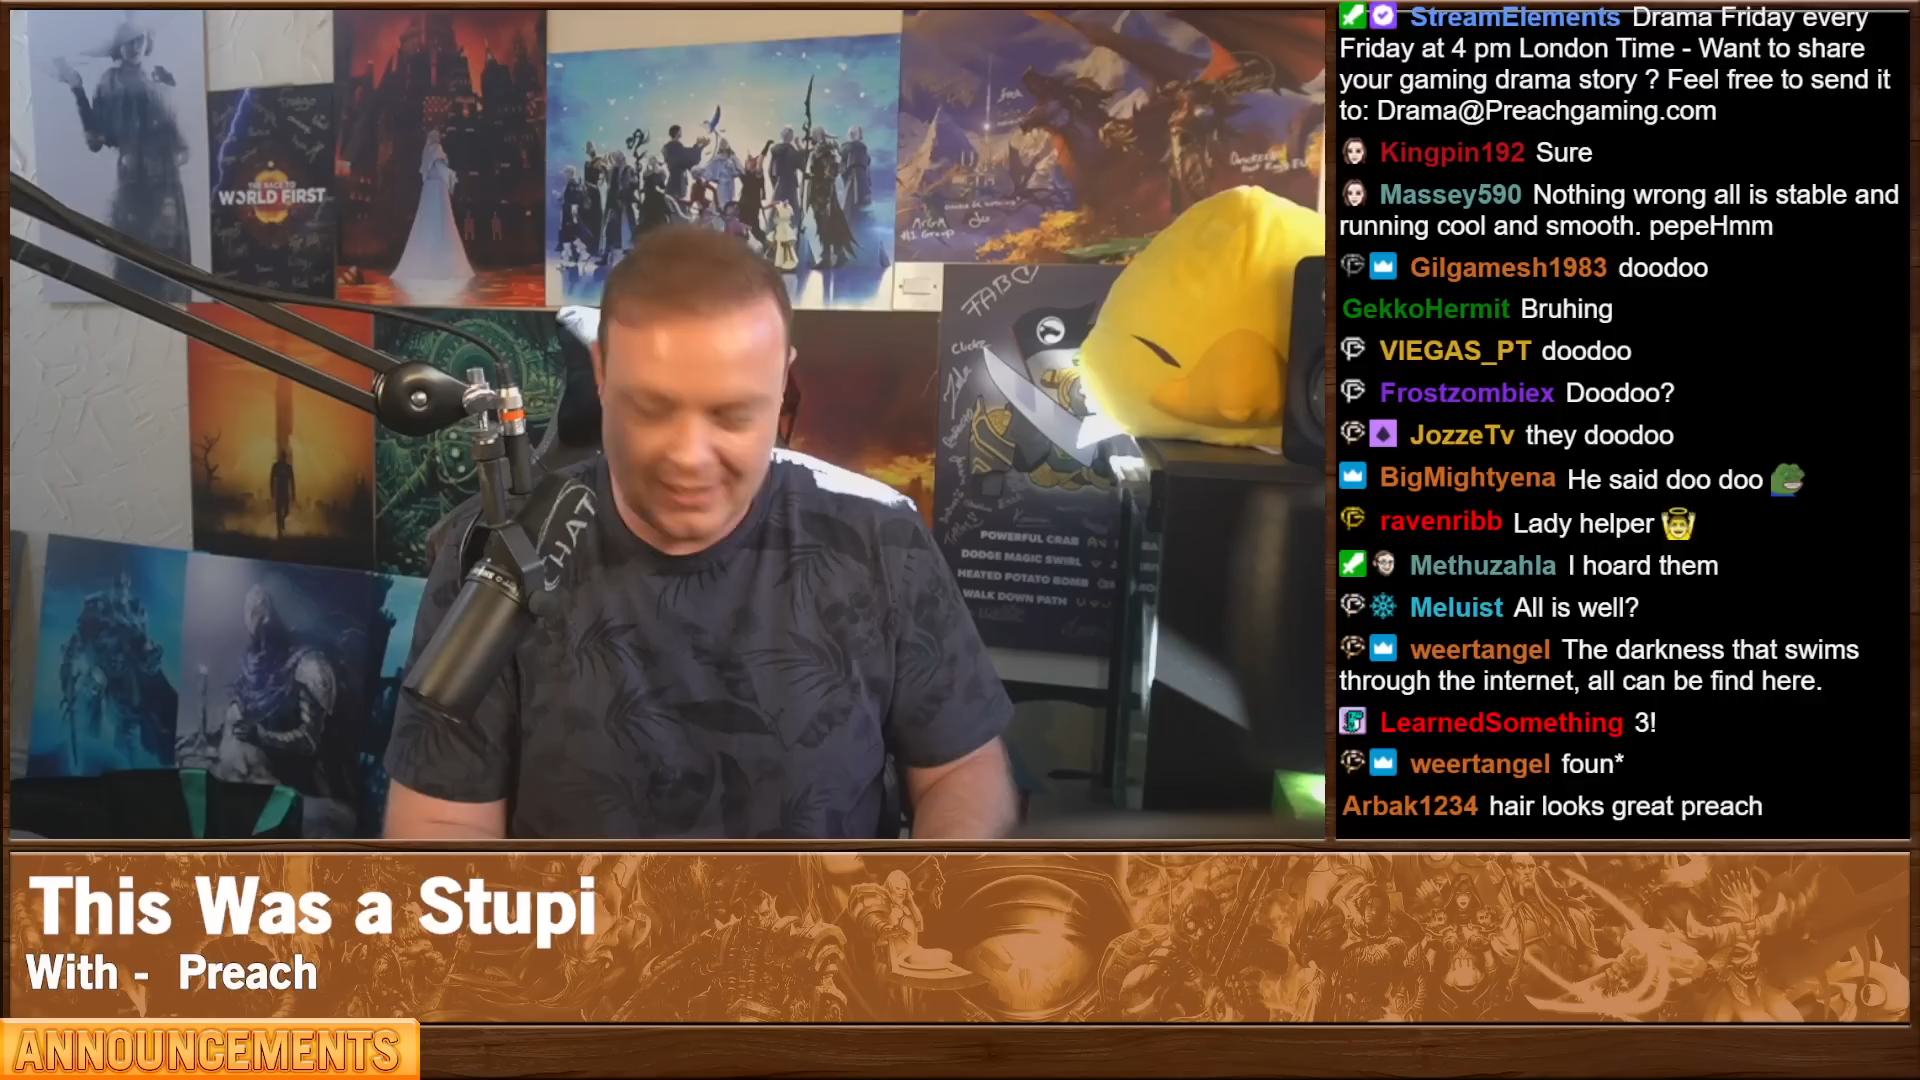 StreamElements Drama Friday every
Friday at 4 pm London Time - Want to share
your gaming drama story ? Feel free to send it
to: Drama@Preachgaming.com
Kingpin192 Sure
Massey590 Nothing wrong all is stable and
running cool and smooth. pepeHmm
Gilgamesh1983 doodoo
GekkoHermit Bruhing
VIEGAS_PT doodoo
Frostzombiex Doodoo?
JozzeTv they doodoo
BigMightyena He said doo doo
ravenribb Lady helper
Methuzahla I hoard them
Meluist All is well?
weertangel The darkness that swims
through the internet, all can be find here.
LearnedSomething 3!
weertangel foun*
Arbak1234 hair looks great preach
THE RACE TO
WORLD FIRST
FAB
CHAT
POWERFUL CRAB
DODGE MAGIC SWIRL
HEATED POTATO BOMB
WALK DOWN PATH
This Was a Stupi
With - Preach
ANNOUNCEMENTS